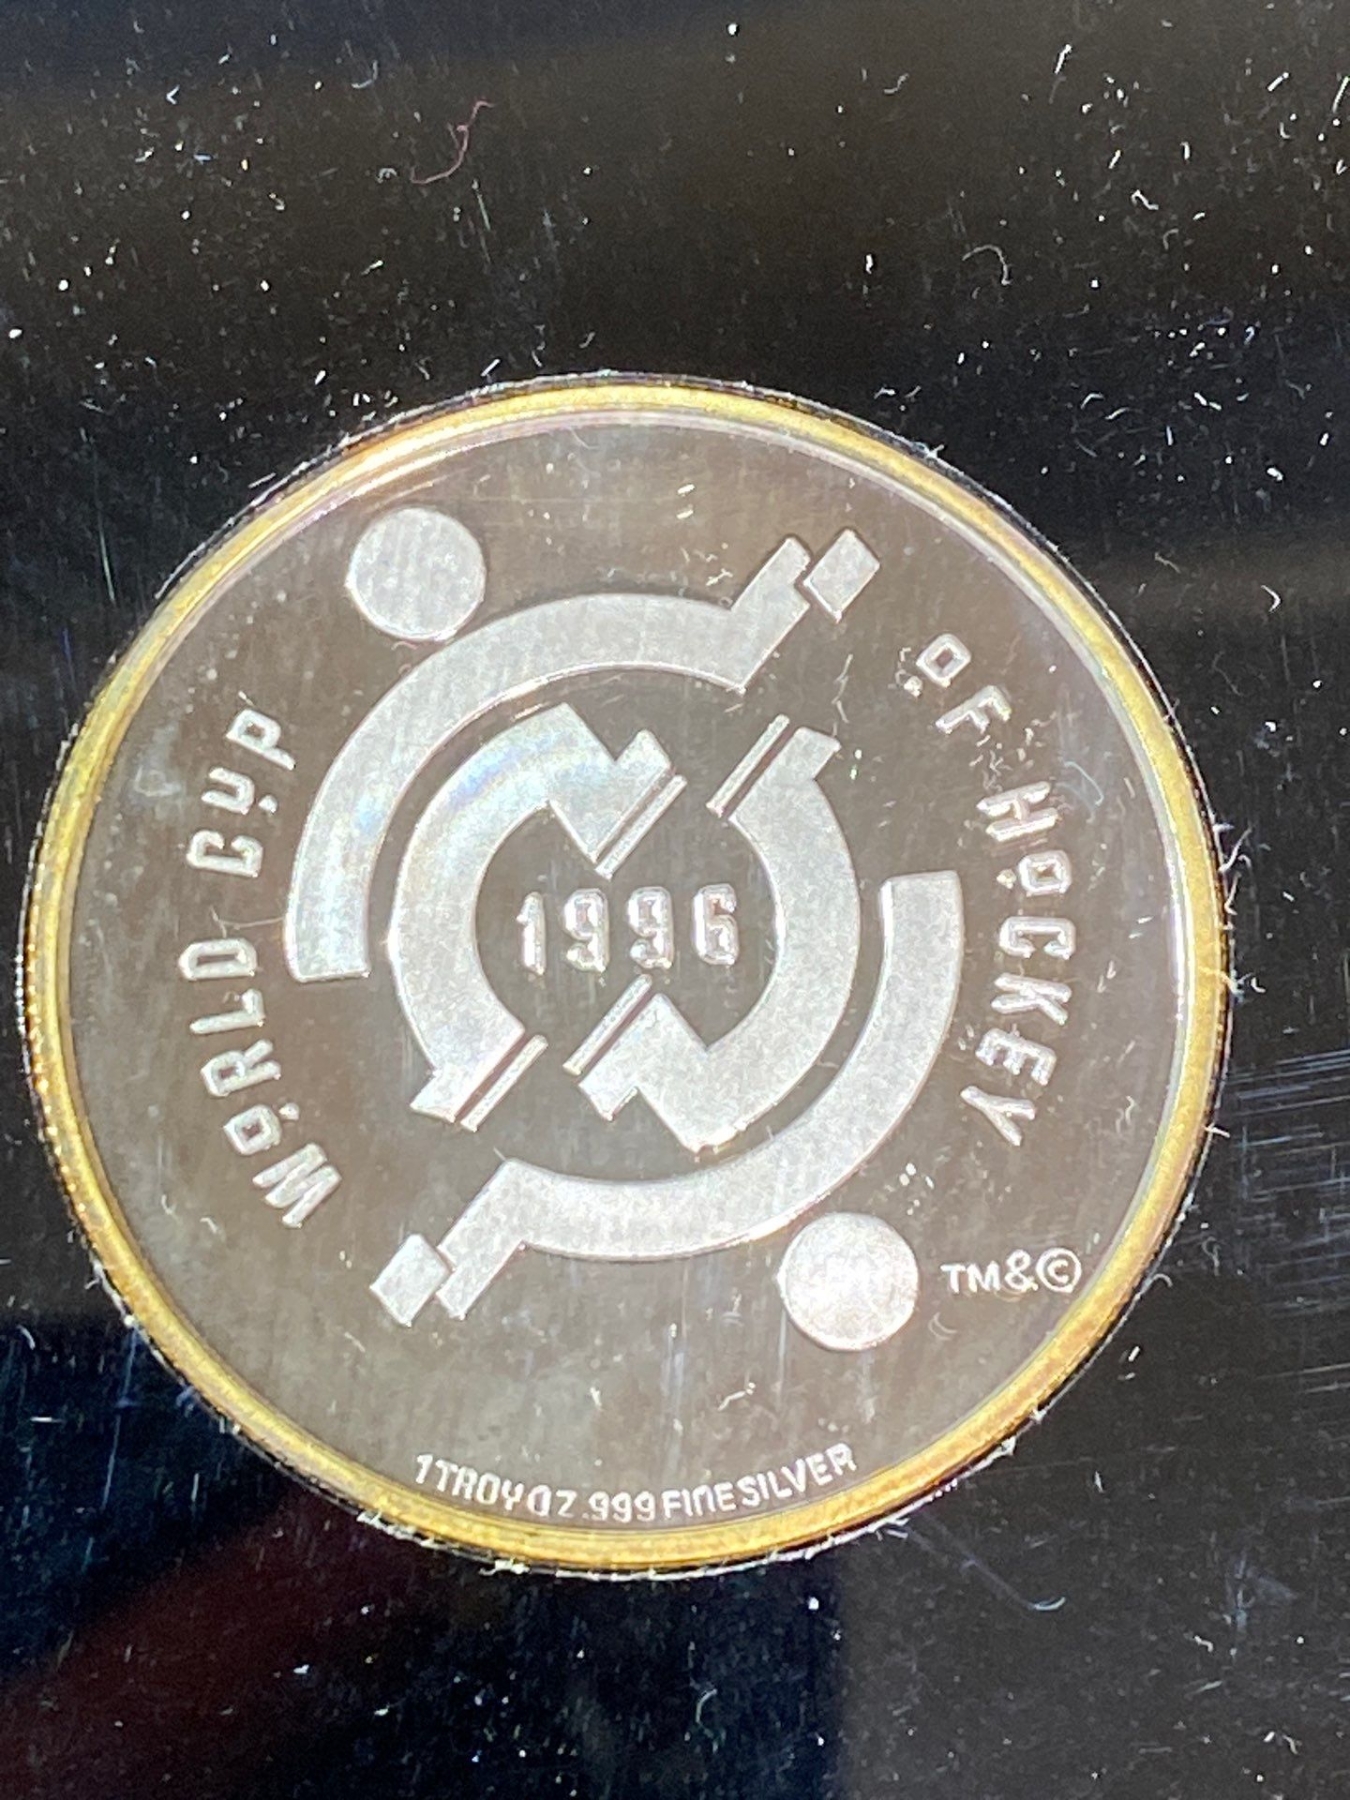 WORLD CUP
OF HOCKEY
1996
TM&©
1 TROY OZ .999 FINE SILVER